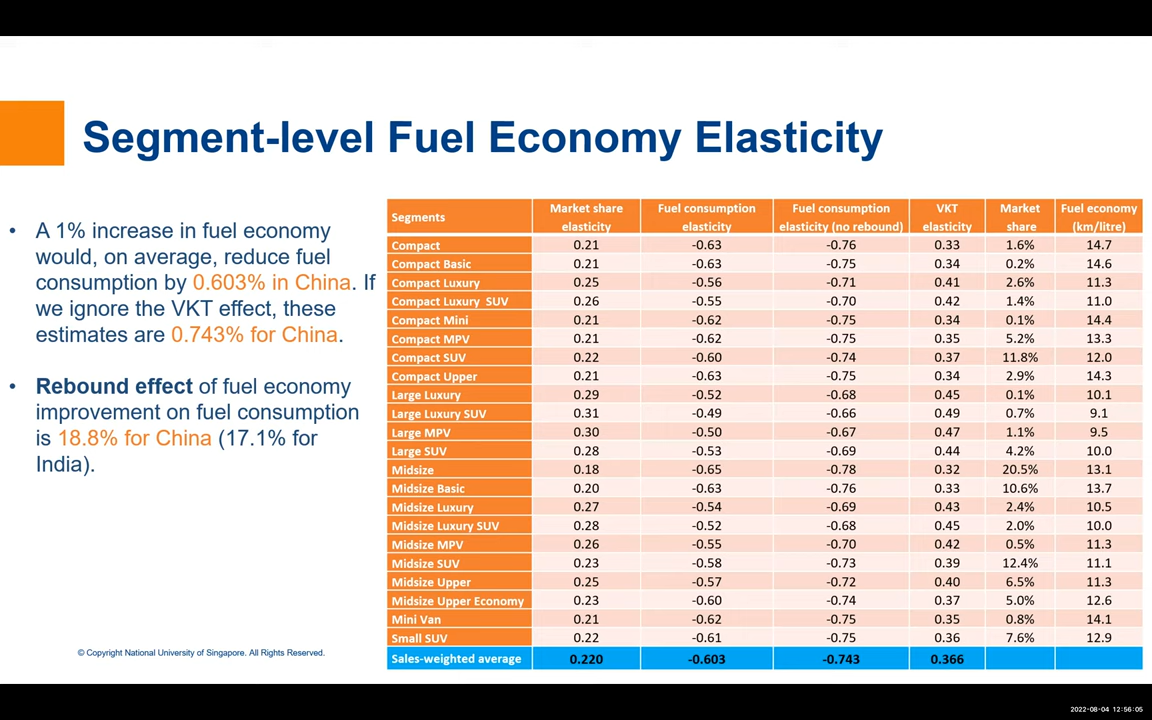 Segment-level Fuel Economy Elasticity
• A 1% increase in fuel economy
would, on average, reduce fuel
consumption by 0.603% in China. If
we ignore the VKT effect, these
estimates are 0.743% for China.
• Rebound effect of fuel economy
improvement on fuel consumption
is 18.8% for China (17.1% for
India).
Segments Market share elasticity Fuel consumption elasticity Fuel consumption elasticity (no rebound) VKT elasticity Market share Fuel economy (km/litre)
Compact 0.21 -0.63 -0.76 0.33 1.6% 14.7
Compact Basic 0.21 -0.63 -0.75 0.34 0.2% 14.6
Compact Luxury 0.25 -0.56 -0.71 0.41 2.6% 11.3
Compact Luxury SUV 0.26 -0.55 -0.70 0.42 1.4% 11.0
Compact Mini 0.21 -0.62 -0.75 0.34 0.1% 14.4
Compact MPV 0.21 -0.62 -0.75 0.35 5.2% 13.3
Compact SUV 0.22 -0.60 -0.74 0.37 11.8% 12.0
Compact Upper 0.21 -0.63 -0.75 0.34 2.9% 14.3
Large Luxury 0.29 -0.52 -0.68 0.45 0.1% 10.1
Large Luxury SUV 0.31 -0.49 -0.66 0.49 0.7% 9.1
Large MPV 0.30 -0.50 -0.67 0.47 1.1% 9.5
Large SUV 0.28 -0.53 -0.69 0.44 4.2% 10.0
Midsize 0.18 -0.65 -0.78 0.32 20.5% 13.1
Midsize Basic 0.20 -0.63 -0.76 0.33 10.6% 13.7
Midsize Luxury 0.27 -0.54 -0.69 0.43 2.4% 10.5
Midsize Luxury SUV 0.28 -0.52 -0.68 0.45 2.0% 10.0
Midsize MPV 0.26 -0.55 -0.70 0.42 0.5% 11.3
Midsize SUV 0.23 -0.58 -0.73 0.39 12.4% 11.1
Midsize Upper 0.25 -0.57 -0.72 0.40 6.5% 11.3
Midsize Upper Economy 0.23 -0.60 -0.74 0.37 5.0% 12.6
Mini Van 0.21 -0.62 -0.75 0.35 0.8% 14.1
Small SUV 0.22 -0.61 -0.75 0.36 7.6% 12.9
Sales-weighted average 0.220 -0.603 -0.743 0.366
© Copyright National University of Singapore. All Rights Reserved.
2022-08-04 12:56:05